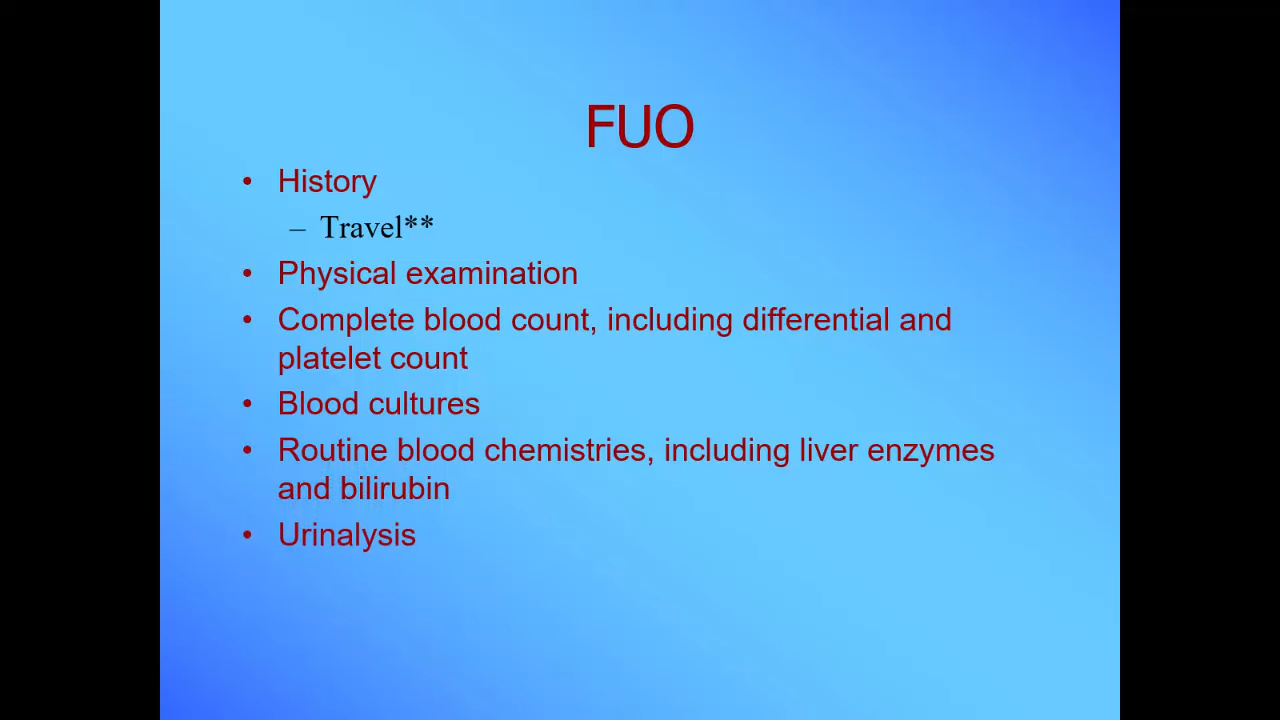 FUO
• History
– Travel**
• Physical examination
• Complete blood count, including differential and
platelet count
• Blood cultures
• Routine blood chemistries, including liver enzymes
and bilirubin
• Urinalysis